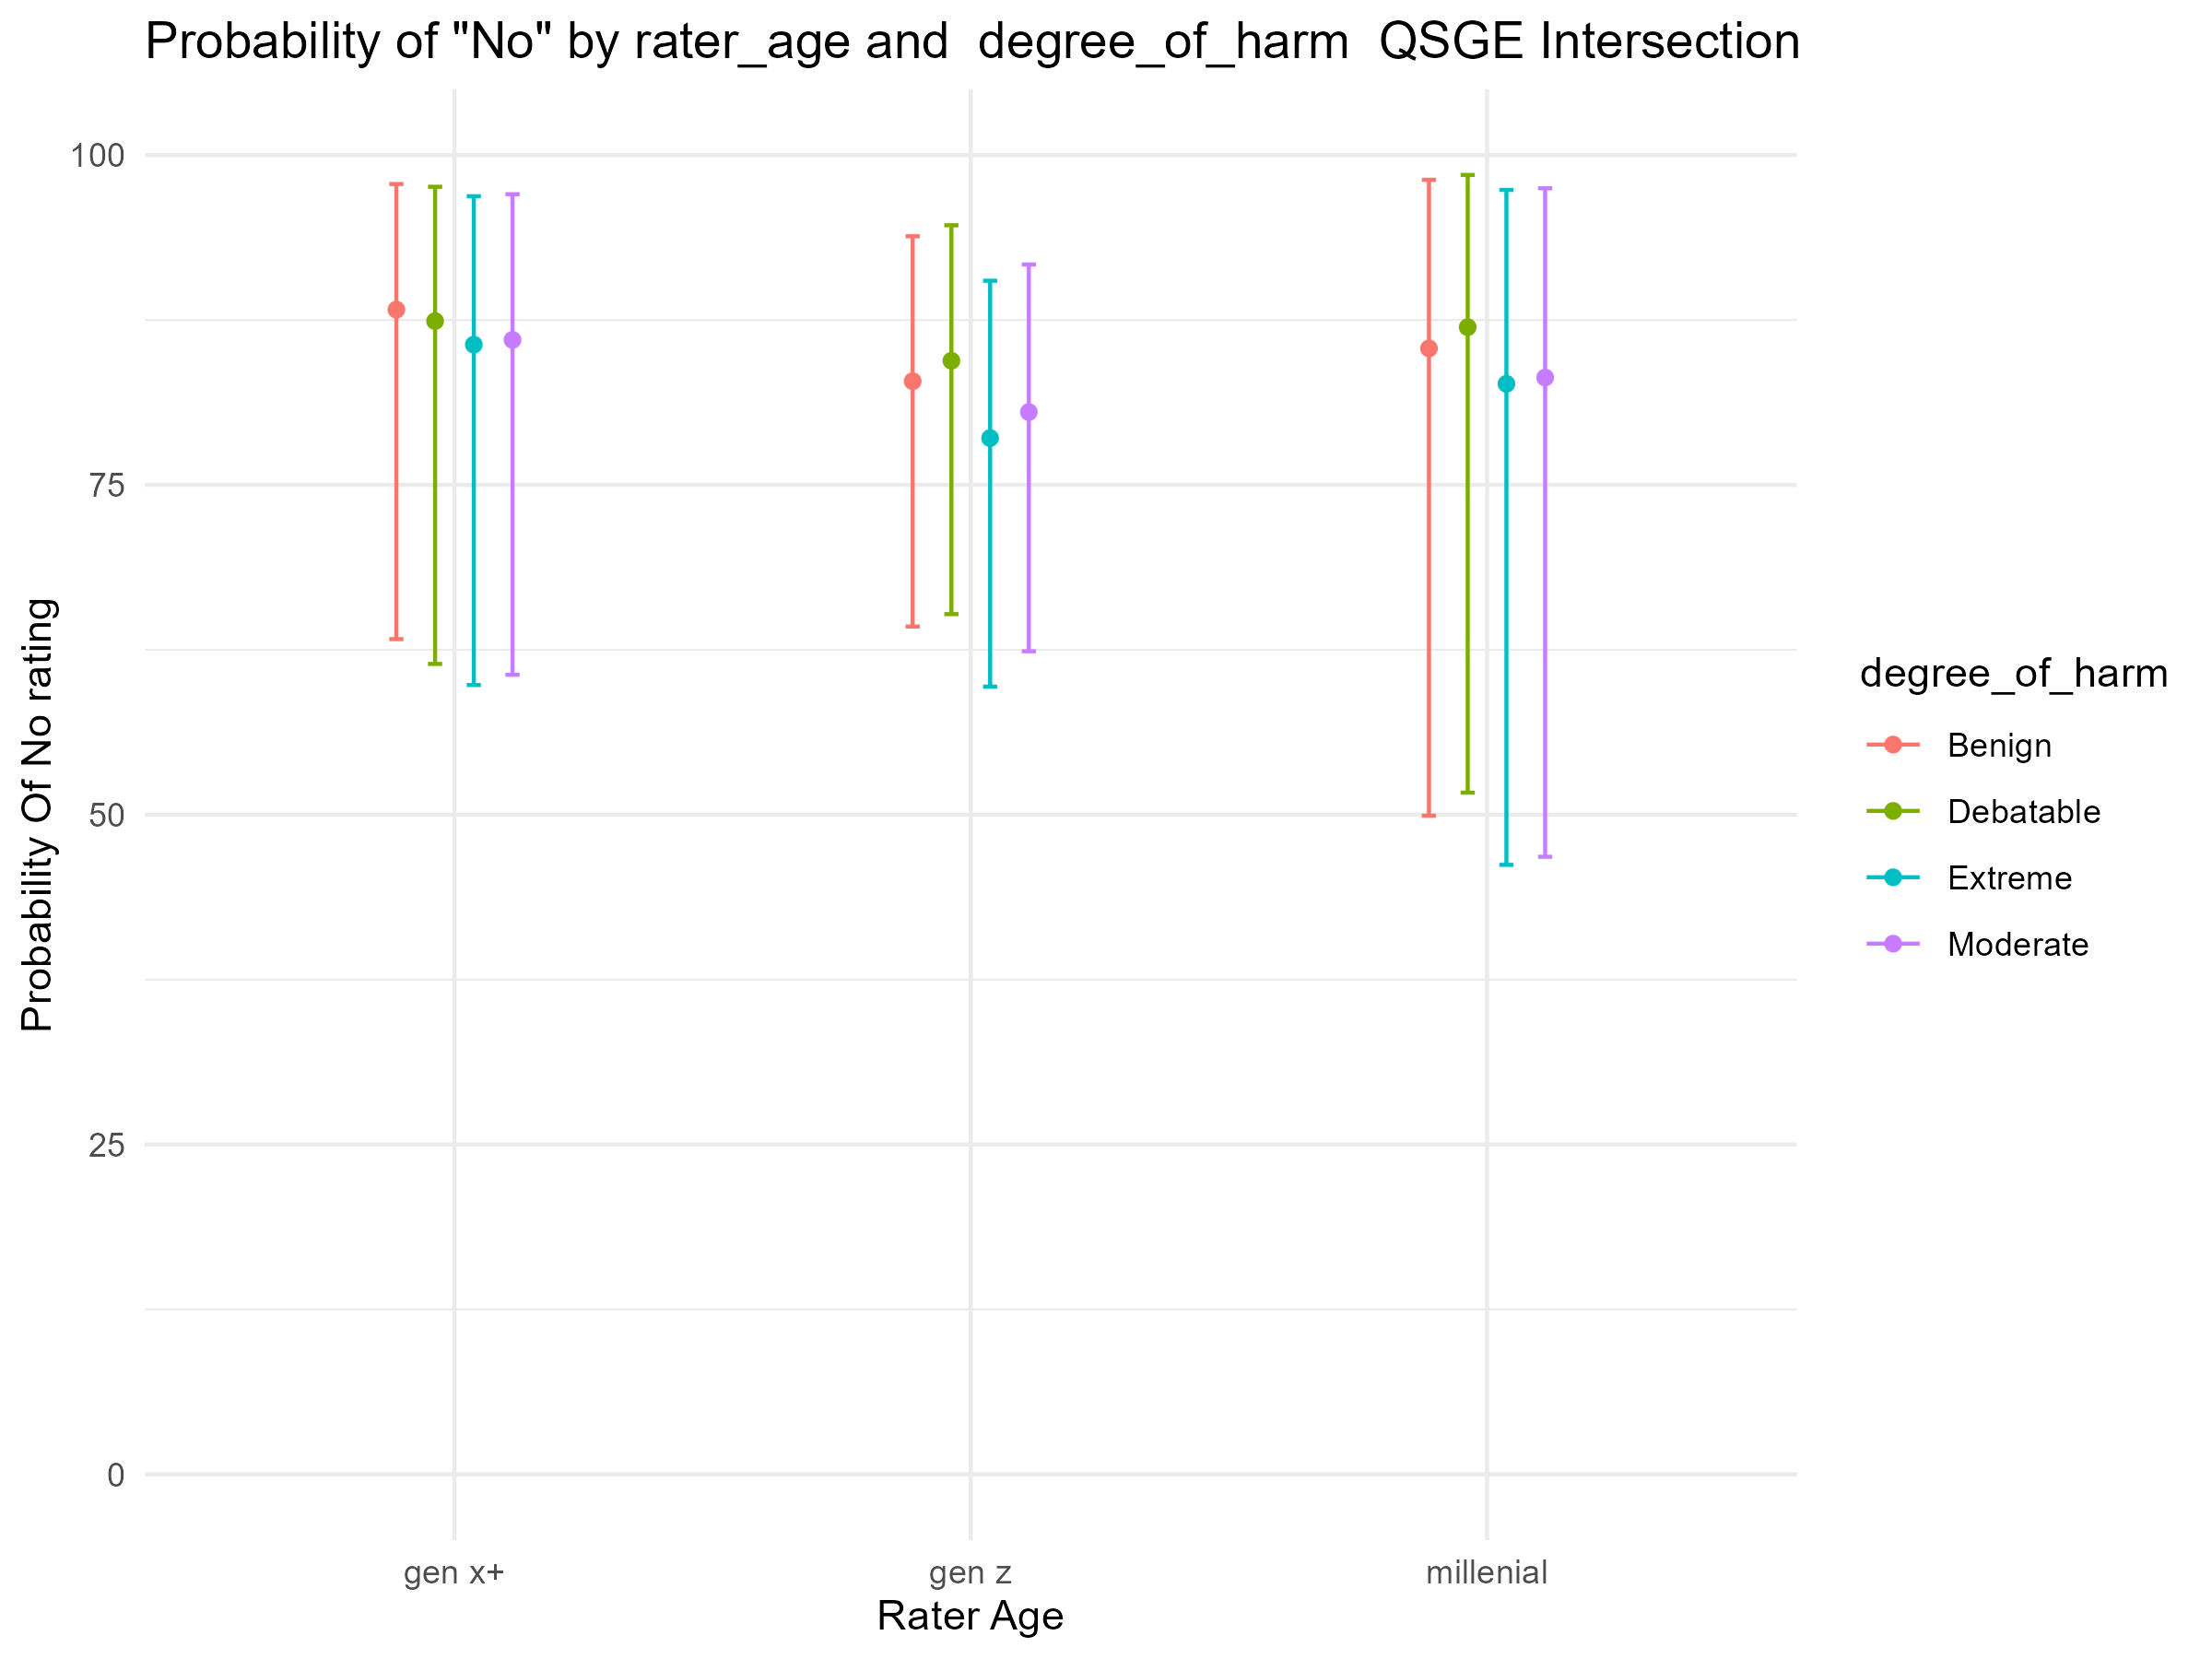 Probability of "No" by rater_age and  degree_of_harm  QSGE Intersection
Probability Of No rating
100
75
50
25
0
gen x+
gen z
millenial
Rater Age
degree_of_harm
Benign
Debatable
Extreme
Moderate